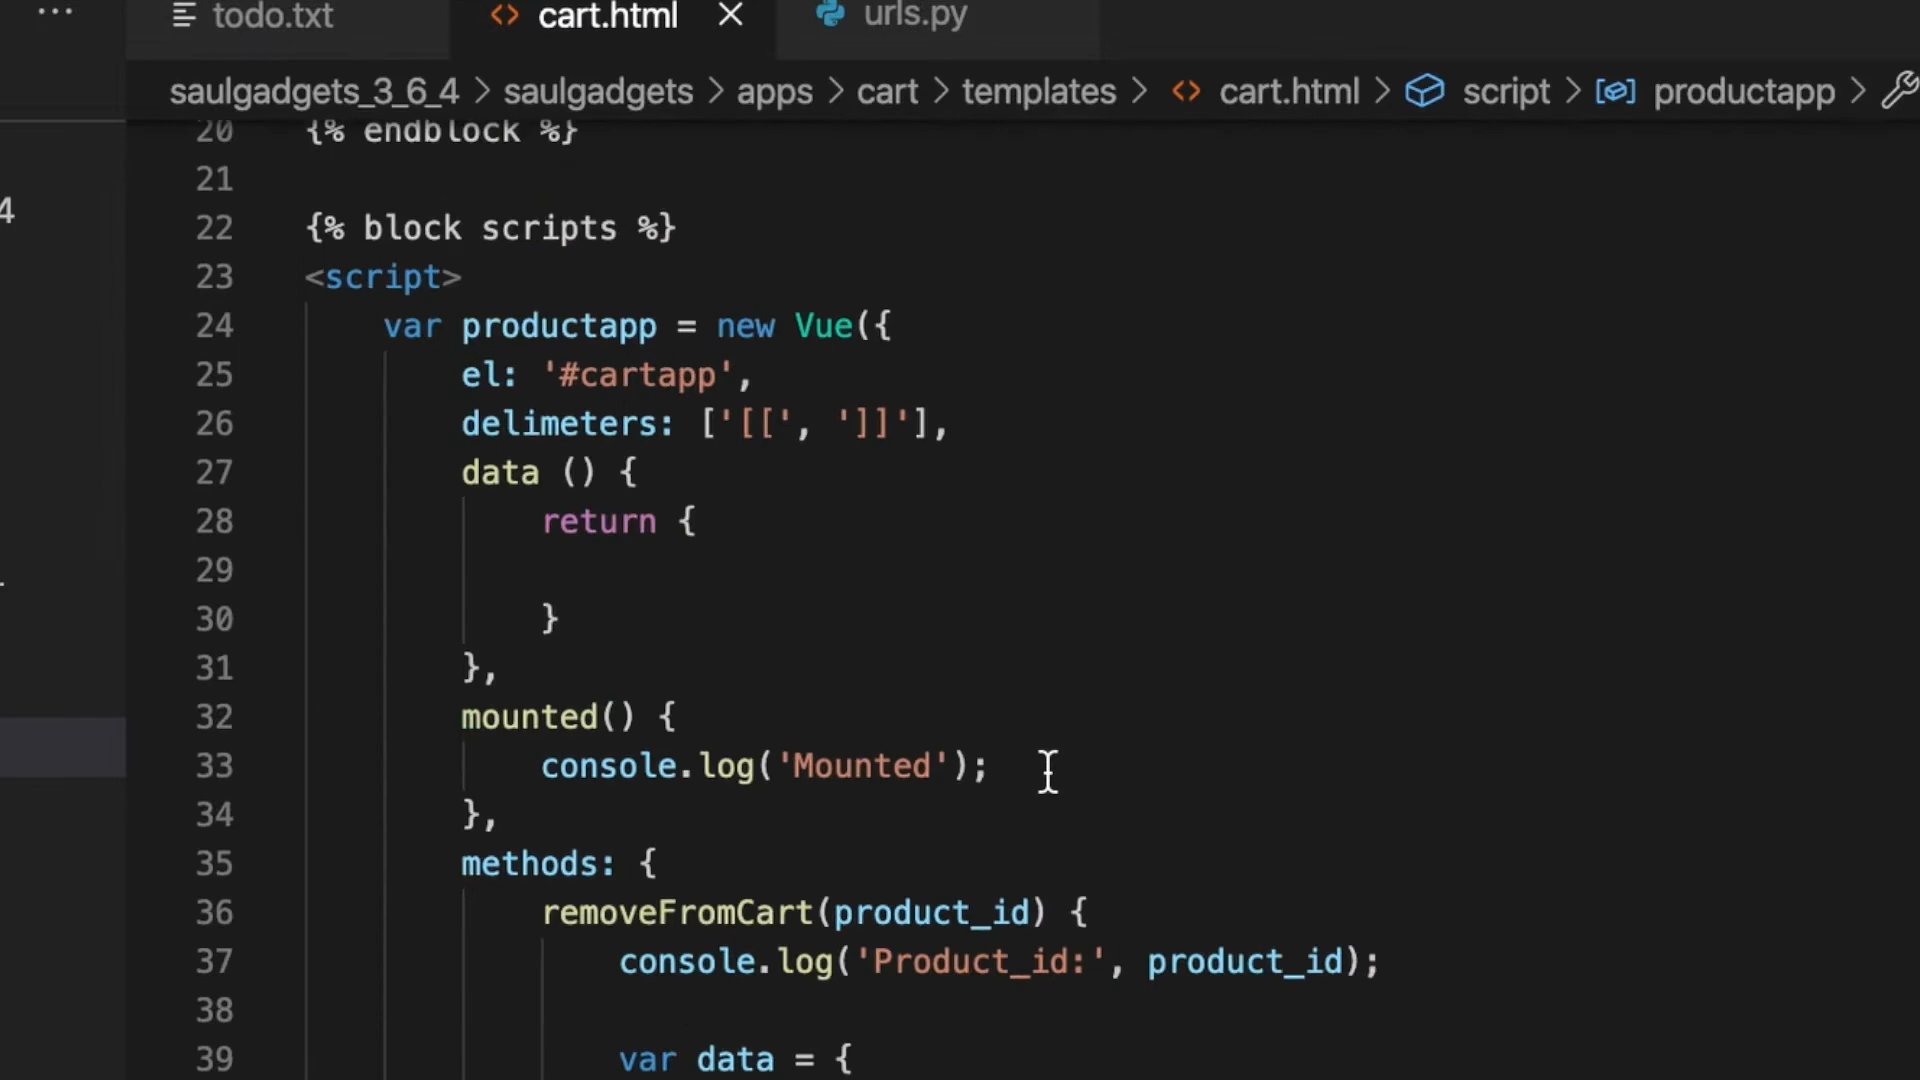 todo.txt cart.html urls.py
saulgadgets_3_6_4 > saulgadgets > apps > cart > templates > cart.html > script > productapp >
20 {% endblock %}
21
4
22 {% block scripts %}
23 <script>
24 var productapp = new Vue({
25 el: '#cartapp',
26 delimeters: ['[[', ']]'],
27 data () {
28 return {
29
30 }
31 },
32 mounted() {
33 console.log('Mounted');
34 },
35 methods: {
36 removeFromCart(product_id) {
37 console.log('Product_id:', product_id);
38
39 var data = {